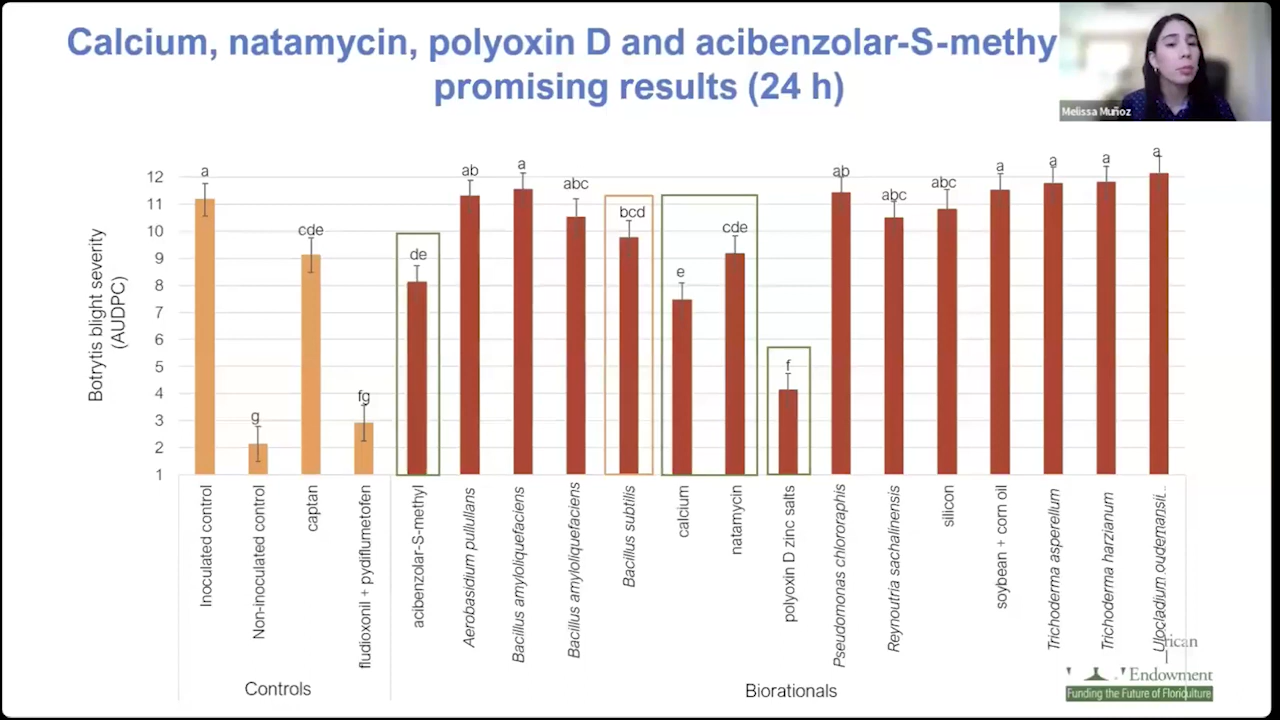 Calcium, natamycin, polyoxin D and acibenzolar-S-methy
promising results (24 h)
Melissa Muñoz
Botrytis blight severity
(AUDPC)
12
11
10
9
8
7
6
5
4
3
2
1
a
g
cde
fg
de
ab
a
abc
bcd
e
cde
f
ab
abc
abc
a
a
a
a
Inoculated control
Non-inoculated control
captan
fludioxonil + pydiflumetofen
acibenzolar-S-methyl
Aerobasidium pullullans
Bacillus amyloliquefaciens
Bacillus amyloliquefaciens
Bacillus subtilis
calcium
natamycin
polyoxin D zinc salts
Pseudomonas chlororaphis
Reynoutria sachalinensis
silicon
soybean + corn oil
Trichoderma asperellum
Trichoderma harzianum
Ulocladium oudemansii...
Controls
Biorationals
rican
Endowment
Funding the Future of Floriculture